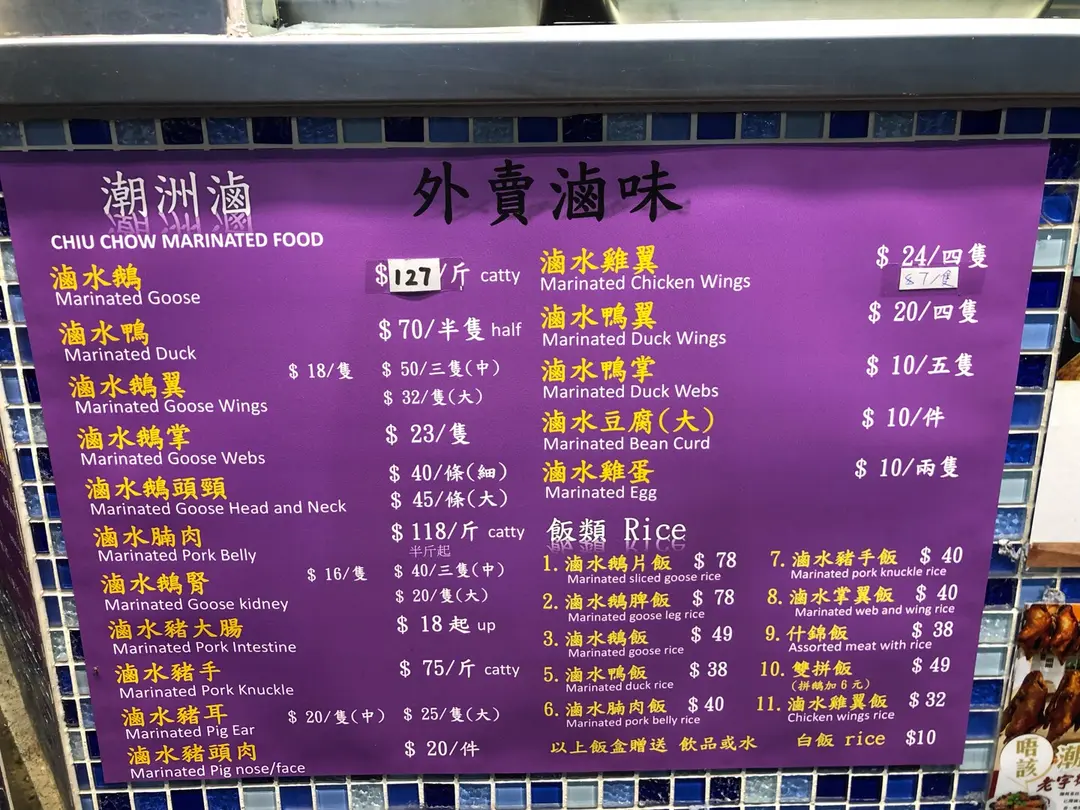 潮洲滷
外賣滷味
CHIU CHOW MARINATED FOOD
滷水鵝 $127/斤 catty
Marinated Goose
滷水鴨 $70/半隻 half
Marinated Duck
滷水鵝翼 $18/隻 $50/三隻(中)
Marinated Goose Wings $32/隻(大)
滷水鵝掌 $23/隻
Marinated Goose Webs
滷水鵝頭頸 $40/條(細)
Marinated Goose Head and Neck $45/條(大)
滷水腩肉 $118/斤 catty
Marinated Pork Belly 半斤起
滷水鵝腎 $16/隻 $40/三隻(中)
Marinated Goose kidney $20/隻(大)
滷水豬大腸 $18起 up
Marinated Pork Intestine
滷水豬手 $75/斤 catty
Marinated Pork Knuckle
滷水豬耳 $20/隻(中) $25/隻(大)
Marinated Pig Ear
滷水豬頭肉 $20/件
Marinated Pig nose/face
滷水雞翼 $24/四隻
Marinated Chicken Wings $7/隻
滷水鴨翼 $20/四隻
Marinated Duck Wings
滷水鴨掌 $10/五隻
Marinated Duck Webs
滷水豆腐(大) $10/件
Marinated Bean Curd
滷水雞蛋 $10/兩隻
Marinated Egg
飯類 Rice
1. 滷水鵝片飯 $78
Marinated sliced goose rice
2. 滷水鵝脾飯 $78
Marinated goose leg rice
3. 滷水鵝飯 $49
Marinated goose rice
5. 滷水鴨飯 $38
Marinated duck rice
6. 滷水腩肉飯 $40
Marinated pork belly rice
7. 滷水豬手飯 $40
Marinated pork knuckle rice
8. 滷水掌翼飯 $40
Marinated web and wing rice
9. 什錦飯 $38
Assorted meat with rice
10. 雙拼飯 $49
(拼鵝加6元)
11. 滷水雞翼飯 $32
Chicken wings rice
以上飯盒贈送 飲品或水
白飯 rice $10
唔該